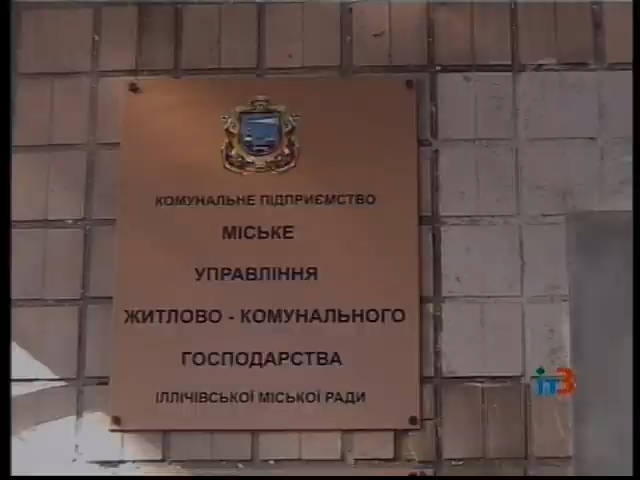 КОМУНАЛЬНЕ ПІДПРИЄМСТВО
МІСЬКЕ
УПРАВЛІННЯ
ЖИТЛОВО - КОМУНАЛЬНОГО
ГОСПОДАРСТВА
ІЛЛІЧІВСЬКОЇ МІСЬКОЇ РАДИ